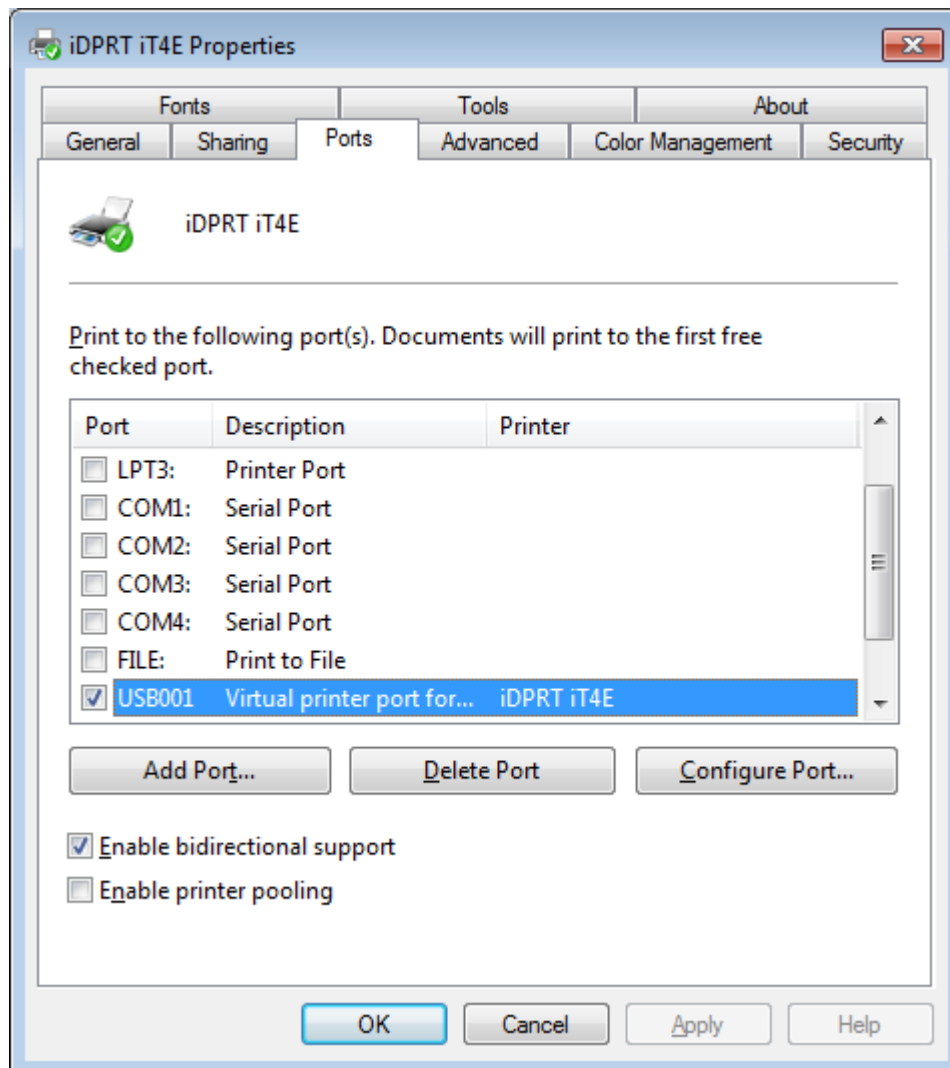 iDPRT iT4E Properties
Fonts Tools About
General Sharing Ports Advanced Color Management Security
iDPRT iT4E
Print to the following port(s). Documents will print to the first free
checked port.
Port Description Printer
LPT3: Printer Port
COM1: Serial Port
COM2: Serial Port
COM3: Serial Port
COM4: Serial Port
FILE: Print to File
USB001 Virtual printer port for... iDPRT iT4E
Add Port... Delete Port Configure Port...
Enable bidirectional support
Enable printer pooling
OK Cancel Apply Help